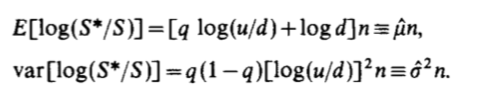 E[log(S*/S)]=[q log(u/d)+log d]n≡μ̂n,
var[log(S*/S)]=q(1−q)[log(u/d)]²n≡σ̂²n.